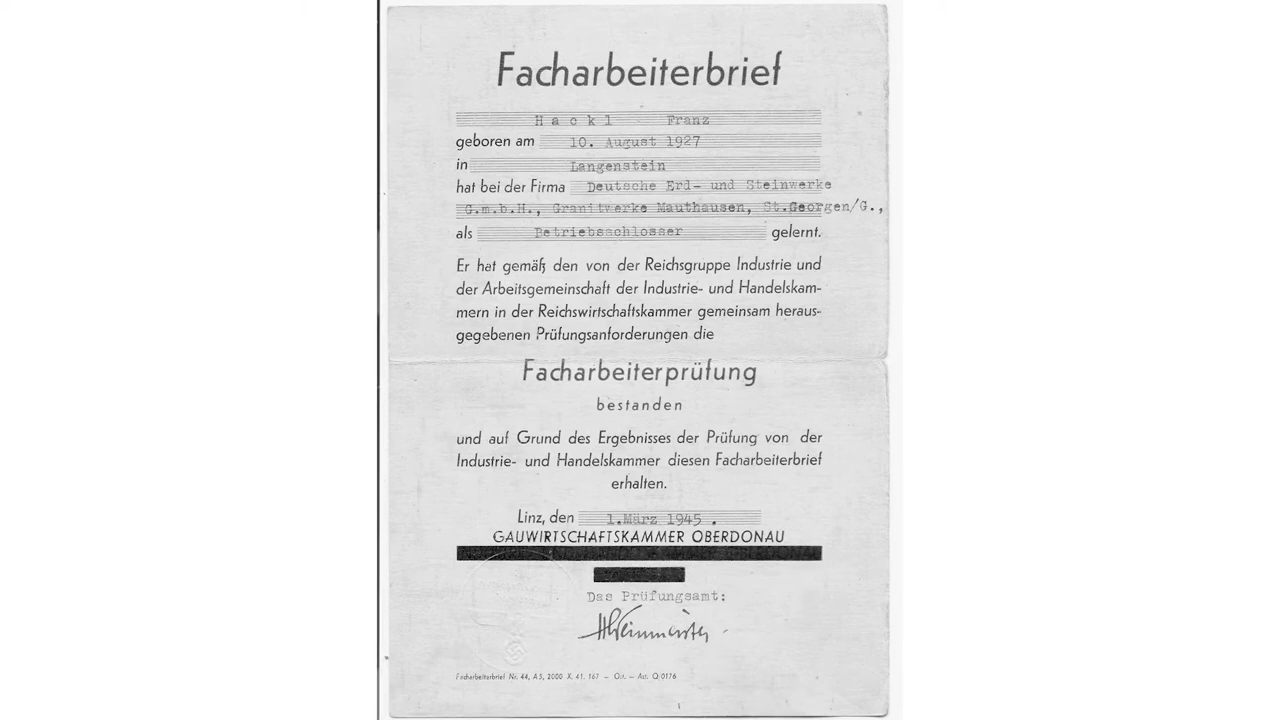 Facharbeiterbrief
Hackl Franz
geboren am 10. August 1927
in Langenstein
hat bei der Firma Deutsche Erd- und Steinwerke
G.m.b.H., Granitwerke Mauthausen, St.Georgen/G.,
als Betriebsschlosser gelernt.
Er hat gemäß den von der Reichsgruppe Industrie und
der Arbeitsgemeinschaft der Industrie- und Handelskam-
mern in der Reichswirtschaftskammer gemeinsam heraus-
gegebenen Prüfungsanforderungen die
Facharbeiterprüfung
bestanden
und auf Grund des Ergebnisses der Prüfung von der
Industrie- und Handelskammer diesen Facharbeiterbrief
erhalten.
Linz, den 1.März 1945 .
GAUWIRTSCHAFTSKAMMER OBERDONAU
Das Prüfungsamt:
Facharbeiterbrief Nr. 44, A 5, 2000 X. 41. 167 – Q 0176